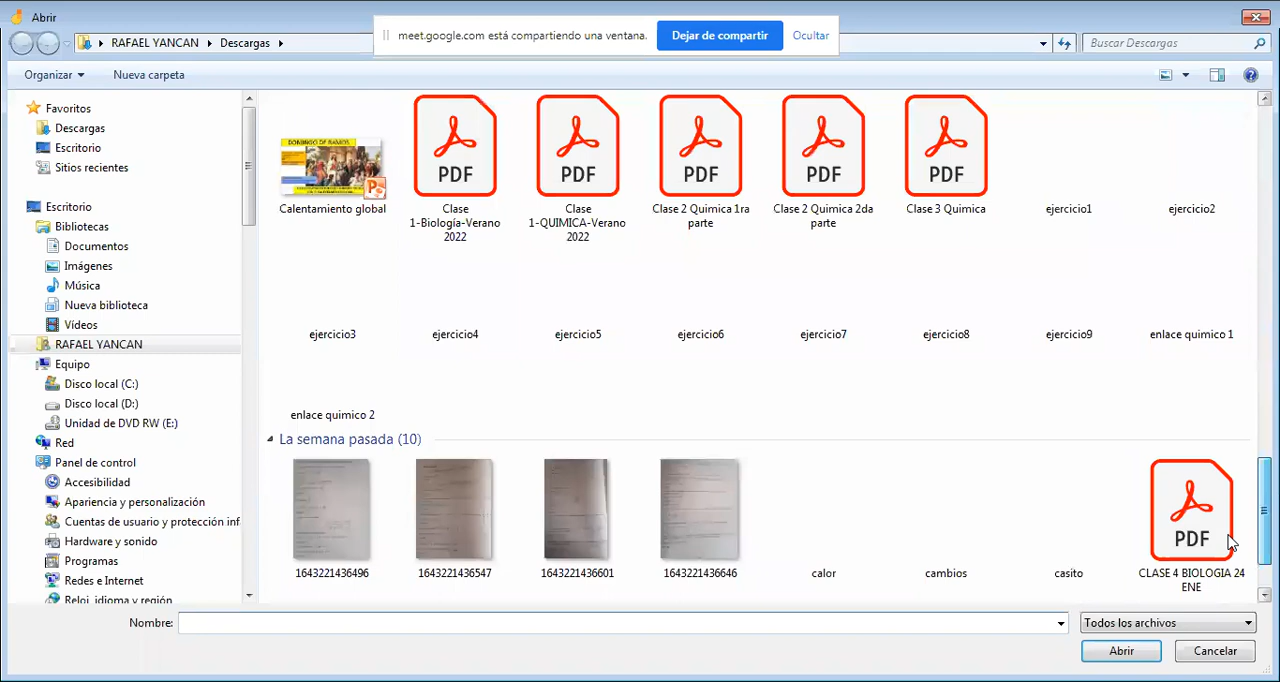 Abrir
meet.google.com está compartiendo una ventana.
Dejar de compartir
Ocultar
RAFAEL YANCAN
Descargas
Buscar Descargas
Organizar
Nueva carpeta
Favoritos
Descargas
Escritorio
Sitios recientes
Escritorio
Bibliotecas
Documentos
Imágenes
Música
Nueva biblioteca
Vídeos
RAFAEL YANCAN
Equipo
Disco local (C:)
Disco local (D:)
Unidad de DVD RW (E:)
Red
Panel de control
Accesibilidad
Apariencia y personalización
Cuentas de usuario y protección inf
Hardware y sonido
Programas
Redes e Internet
Reloj, idioma y región
DOMINGO DE RAMOS
Calentamiento global
PDF
Clase
1-Biología-Verano
2022
PDF
Clase
1-QUIMICA-Verano
2022
PDF
Clase 2 Quimica 1ra
parte
PDF
Clase 2 Quimica 2da
parte
PDF
Clase 3 Quimica
ejercicio1
ejercicio2
ejercicio3
ejercicio4
ejercicio5
ejercicio6
ejercicio7
ejercicio8
ejercicio9
enlace quimico 1
enlace quimico 2
La semana pasada (10)
1643221436496
1643221436547
1643221436601
1643221436646
calor
cambios
casito
PDF
CLASE 4 BIOLOGIA 24
ENE
Nombre:
Todos los archivos
Abrir
Cancelar